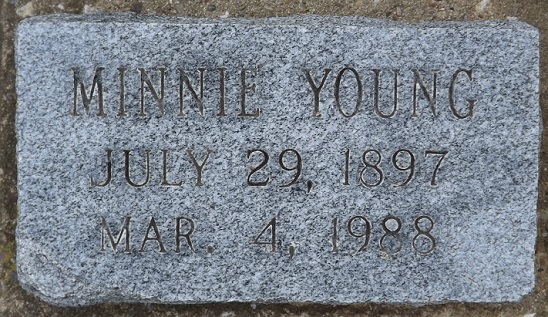 MINNIE YOUNG
JULY 29, 1897
MAR. 4, 1988